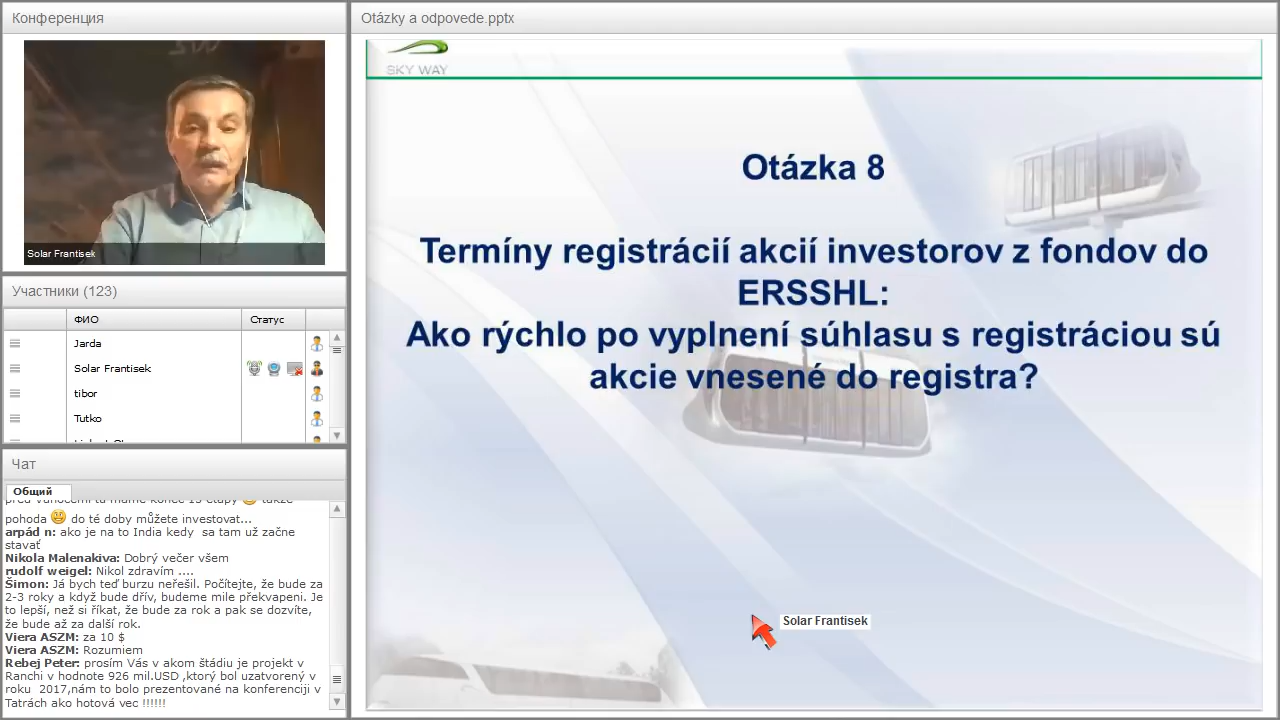 Конференция
Solar Frantisek
Участники (123)
ФИО
Статус
Jarda
Solar Frantisek
tibor
Tutko
Чат
Общий
pohoda do té doby můžete investovat...
arpád n: ako je na to India kedy sa tam už začne
stavať
Nikola Malenakiva: Dobrý večer všem
rudolf weigel: Nikol zdravím ....
Šimon: Já bych teď burzu neřešil. Počítejte, že bude za
2-3 roky a když bude dřív, budeme mile překvapeni. Je
to lepší, než si říkat, že bude za rok a pak se dozvíte,
že bude až za další rok.
Viera ASZM: za 10 $
Viera ASZM: Rozumiem
Rebej Peter: prosím Vás v akom štádiu je projekt v
Ranchi v hodnote 926 mil.USD ,ktorý bol uzatvorený v
roku 2017,
ám to bolo prezentované na konferenciji v
Tatrách ako hotová vec !!!!!!
Otázky a odpovede.pptx
SKY WAY
Otázka 8
Termíny registrácií akcií investorov z fondov do
ERSSHL:
Ako rýchlo po vyplnení súhlasu s registráciou sú
akcie vnesené do registra?
Solar Frantisek